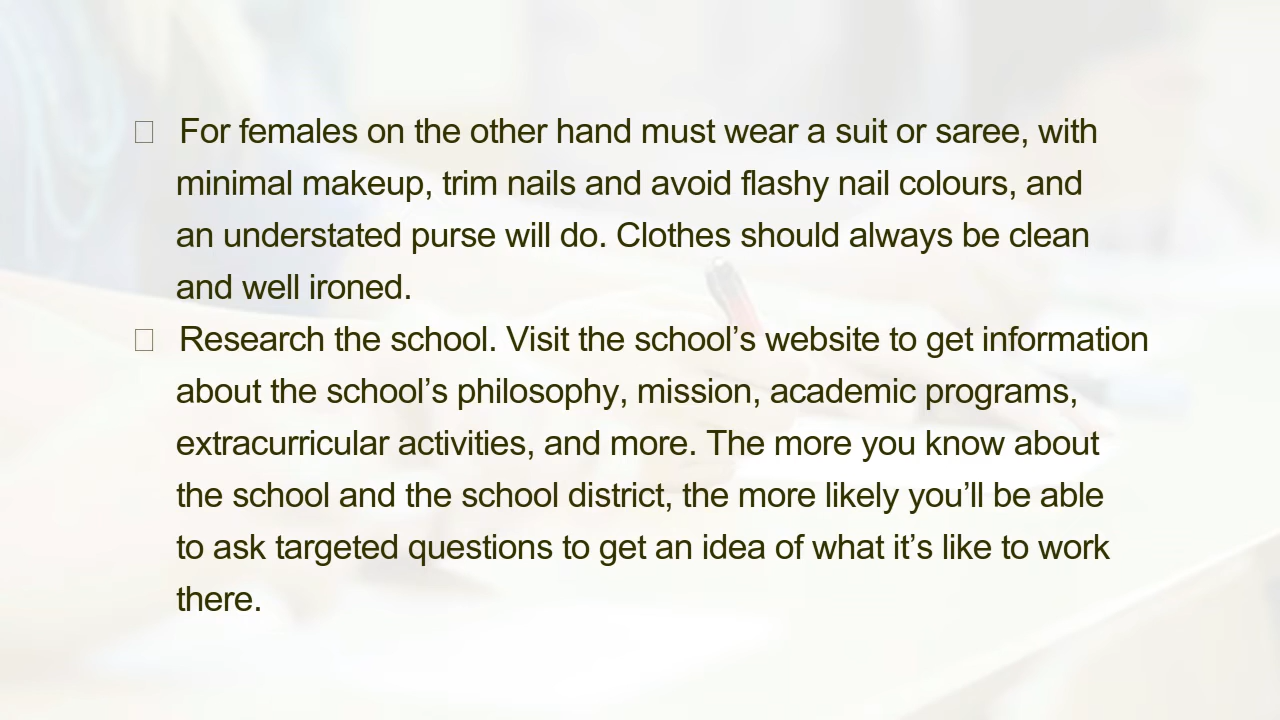 □ For females on the other hand must wear a suit or saree, with
minimal makeup, trim nails and avoid flashy nail colours, and
an understated purse will do. Clothes should always be clean
and well ironed.
□ Research the school. Visit the school’s website to get information
about the school’s philosophy, mission, academic programs,
extracurricular activities, and more. The more you know about
the school and the school district, the more likely you’ll be able
to ask targeted questions to get an idea of what it’s like to work
there.